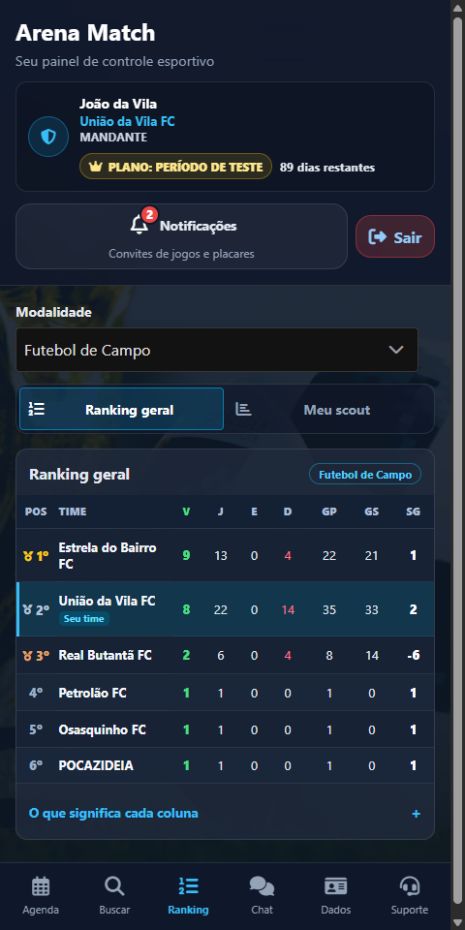 Arena Match
Seu painel de controle esportivo
João da Vila
União da Vila FC
MANDANTE
PLANO: PERÍODO DE TESTE 89 dias restantes
2
Notificações
Convites de jogos e placares
Sair
Modalidade
Futebol de Campo
Ranking geral
Meu scout
Ranking geral Futebol de Campo
POS TIME V J E D GP GS SG
1º Estrela do Bairro FC 9 13 0 4 22 21 1
2º União da Vila FC 8 22 0 14 35 33 2
Seu time
3º Real Butantã FC 2 6 0 4 8 14 -6
4º Petrolão FC 1 1 0 0 1 0 1
5º Osasquinho FC 1 1 0 0 1 0 1
6º POCAZIDEIA 1 1 0 0 1 0 1
O que significa cada coluna +
Agenda Buscar Ranking Chat Dados Suporte